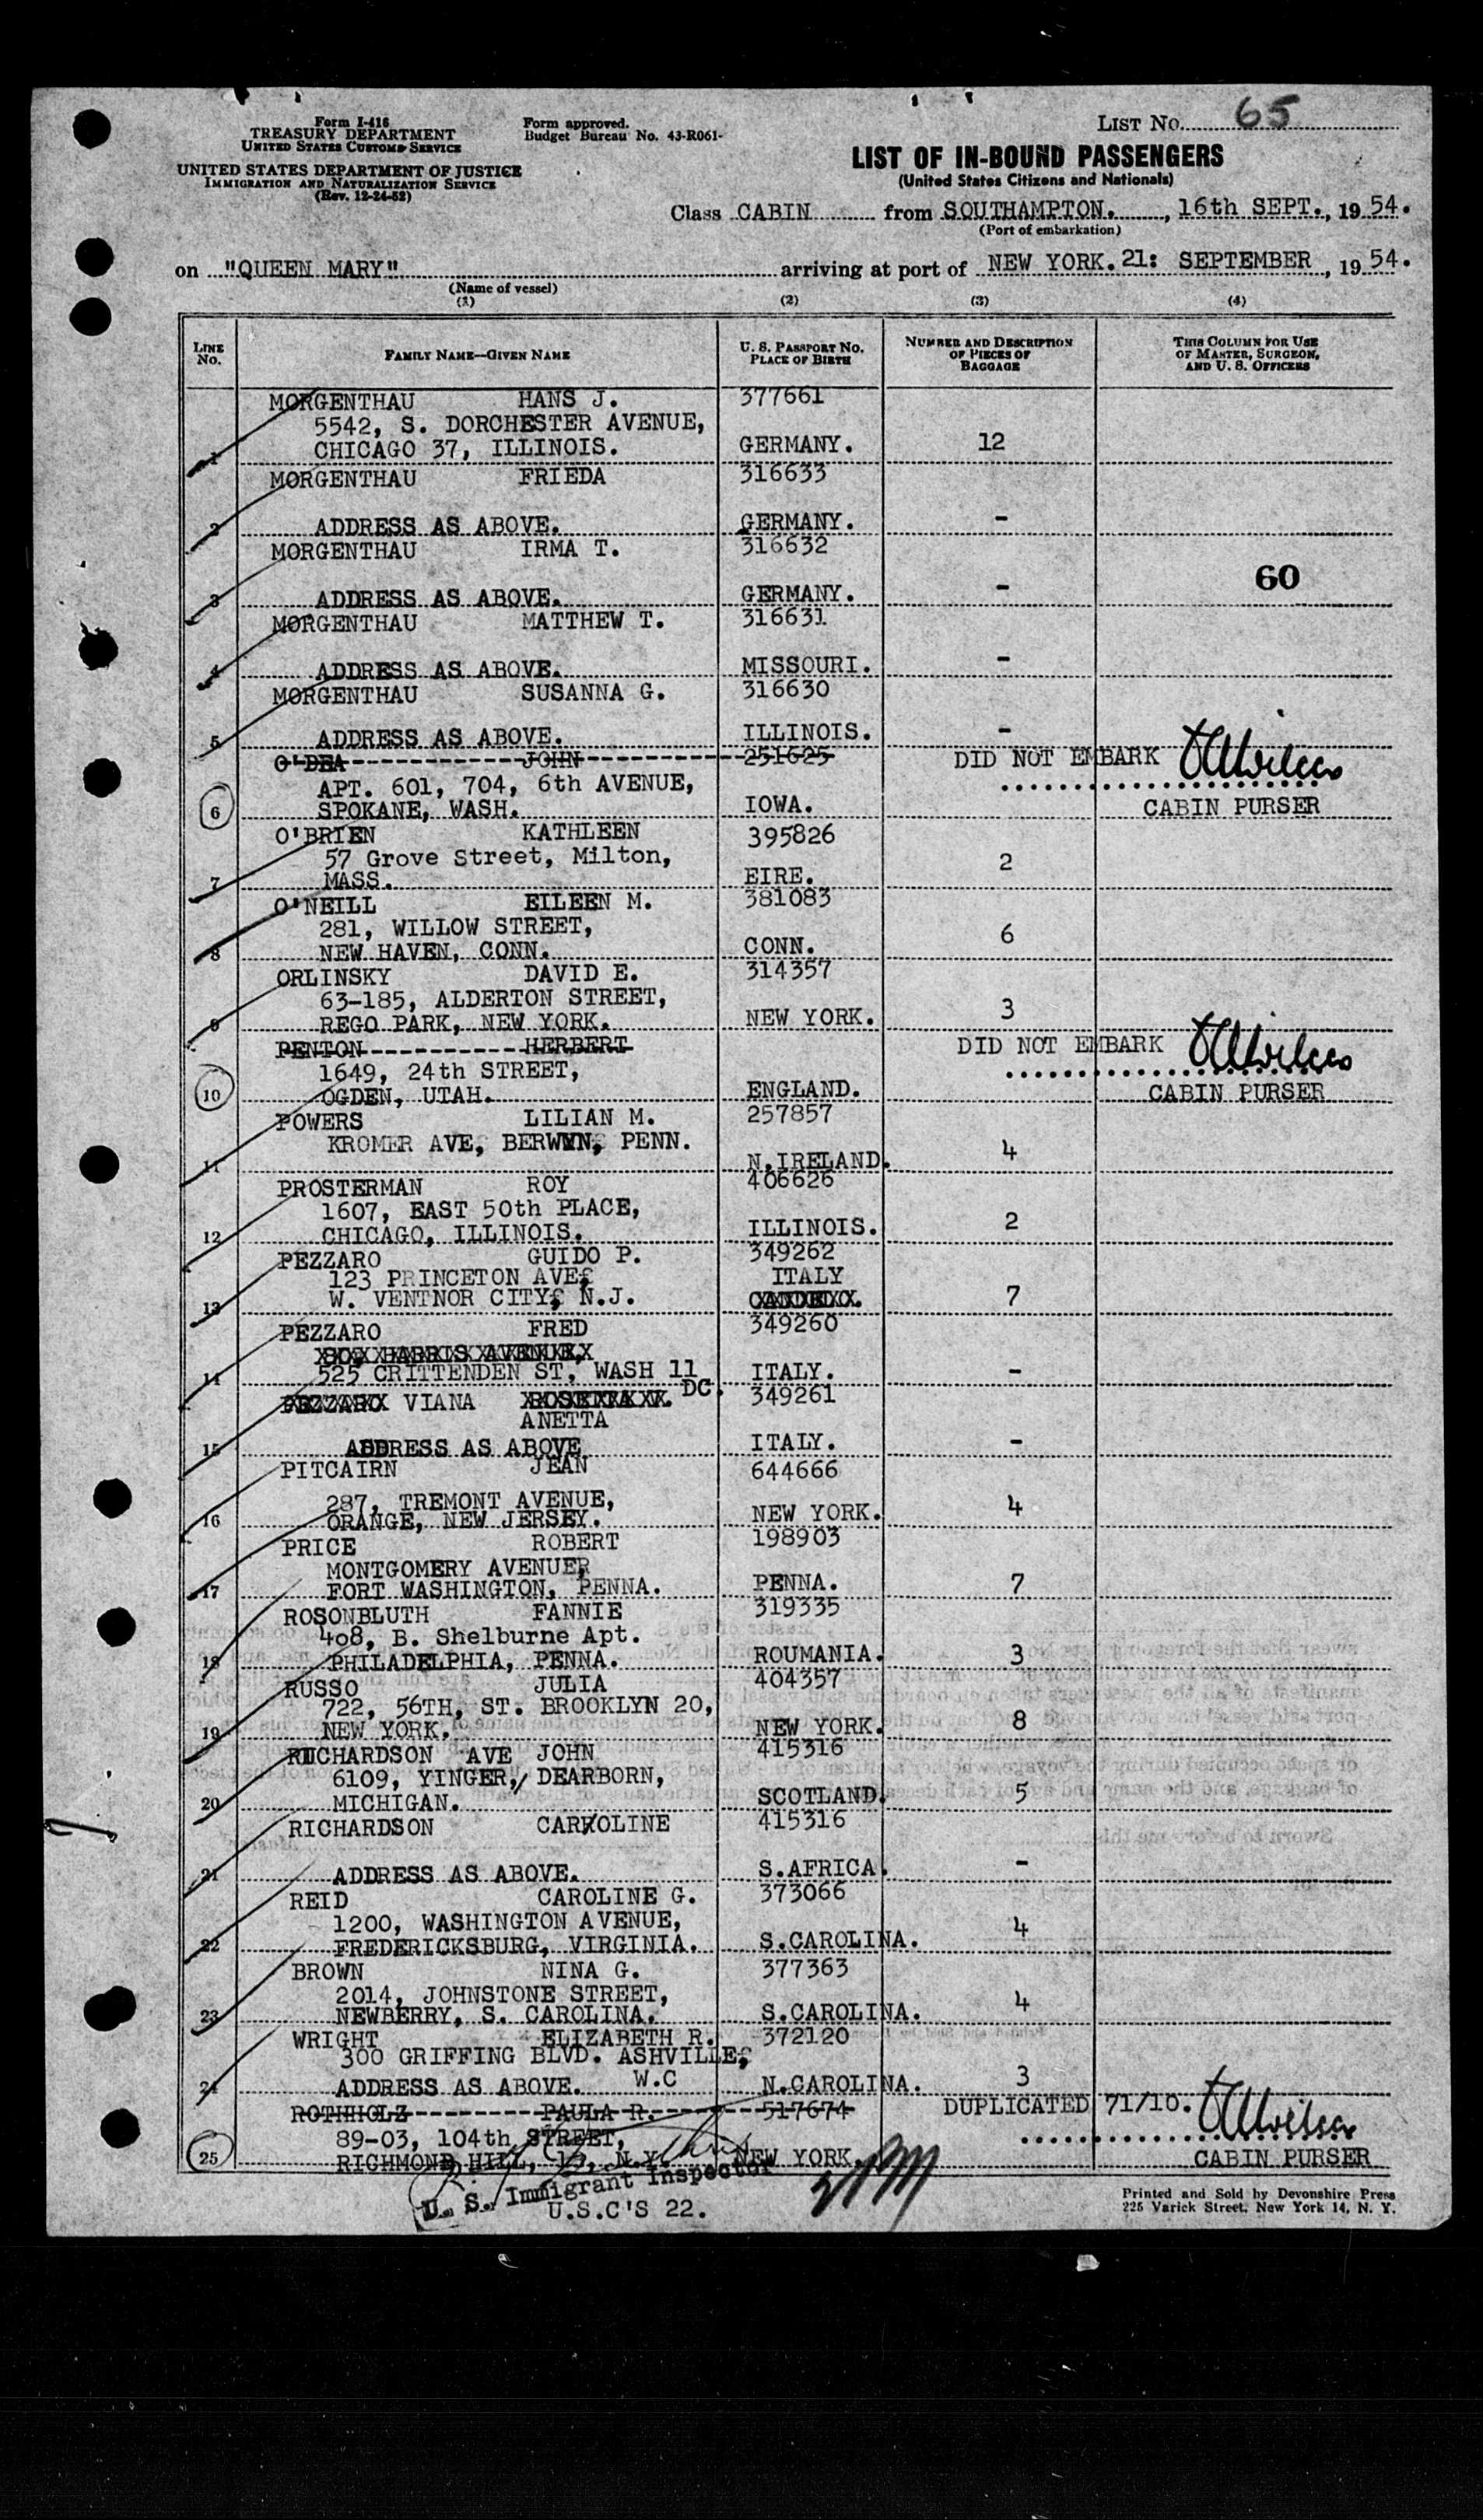 Form I-416
TREASURY DEPARTMENT
UNITED STATES CUSTOMS SERVICE
UNITED STATES DEPARTMENT OF JUSTICE
IMMIGRATION AND NATURALIZATION SERVICE
(Rev. 12-24-52)
Form approved.
Budget Bureau No. 43-R061-
LIST NO. 65
LIST OF IN-BOUND PASSENGERS
(United States Citizens and Nationals)
Class CABIN from SOUTHAMPTON. , 16th SEPT., 1954.
(Port of embarkation)
on "QUEEN MARY" arriving at port of NEW YORK. 21: SEPTEMBER , 1954.
(Name of vessel)
(1) (2) (3) (4)
LINE NO. FAMILY NAME—GIVEN NAME U. S. PASSPORT NO. PLACE OF BIRTH NUMBER AND DESCRIPTION OF PIECES OF BAGGAGE THIS COLUMN FOR USE OF MASTER, SURGEON, AND U. S. OFFICERS
MORGENTHAU HANS J. 377661
5542, S. DORCHESTER AVENUE,
1 CHICAGO 37, ILLINOIS. GERMANY. 12
MORGENTHAU FRIEDA 316633
2 ADDRESS AS ABOVE. GERMANY. -
MORGENTHAU IRMA T. 316632
60
3 ADDRESS AS ABOVE. GERMANY. -
MORGENTHAU MATTHEW T. 316631
4 ADDRESS AS ABOVE. MISSOURI. -
MORGENTHAU SUSANNA G. 316630
5 ADDRESS AS ABOVE. ILLINOIS. -
O'DEA JOHN 251625 DID NOT EMBARK
APT. 601, 704, 6th AVENUE,
6 SPOKANE, WASH. IOWA. CABIN PURSER
O'BRIEN KATHLEEN 395826
57 Grove Street, Milton,
7 MASS. EIRE. 2
O'NEILL EILEEN M. 381083
281, WILLOW STREET,
8 NEW HAVEN, CONN. CONN. 6
ORLINSKY DAVID E. 314357
63-185, ALDERTON STREET,
9 REGO PARK, NEW YORK. NEW YORK. 3
PENTON HERBERT DID NOT EMBARK
1649, 24th STREET,
10 OGDEN, UTAH. ENGLAND. CABIN PURSER
POWERS LILIAN M. 257857
KROMER AVE, BERWYN, PENN.
11 N.IRELAND. 4
PROSTERMAN ROY 406626
1607, EAST 50th PLACE,
12 CHICAGO, ILLINOIS. ILLINOIS. 2
PEZZARO GUIDO P. 349262
123 PRINCETON AVE, ITALY
13 W. VENTNOR CITY, N.J. 7
PEZZARO FRED 349260
14 525 CRITTENDEN ST, WASH 11 DC. ITALY. -
PEZZARO VIANA ANETTA 349261
15 ADDRESS AS ABOVE ITALY. -
PITCAIRN JEAN 644666
287, TREMONT AVENUE,
16 ORANGE, NEW JERSEY. NEW YORK. 4
PRICE ROBERT 198903
MONTGOMERY AVENUE,
17 FORT WASHINGTON, PENNA. PENNA. 7
ROSONBLUTH FANNIE 319335
408, B. Shelburne Apt.
18 PHILADELPHIA, PENNA. ROUMANIA. 3
RUSSO JULIA 404357
722, 56TH, ST. BROOKLYN 20,
19 NEW YORK. NEW YORK. 8
RICHARDSON AVE JOHN 415316
6109, YINGER, DEARBORN,
20 MICHIGAN. SCOTLAND. 5
RICHARDSON CAROLINE 415316
21 ADDRESS AS ABOVE. S.AFRICA. -
REID CAROLINE G. 373066
1200, WASHINGTON AVENUE,
22 FREDERICKSBURG, VIRGINIA. S.CAROLINA. 4
BROWN NINA G. 377363
2014, JOHNSTONE STREET,
23 NEWBERRY, S. CAROLINA. S.CAROLINA. 4
WRIGHT ELIZABETH R. 372120
300 GRIFFING BLVD. ASHVILLE,
24 ADDRESS AS ABOVE. W.C N.CAROLINA. 3
ROTHHOLZ PAULA R. 517674 DUPLICATED 71/10.
89-03, 104th STREET,
25 RICHMOND HILL, N.Y. NEW YORK. CABIN PURSER
U. S. Immigrant Inspector
U.S.C'S 22.
Printed and Sold by Devonshire Press
225 Varick Street, New York 14, N. Y.